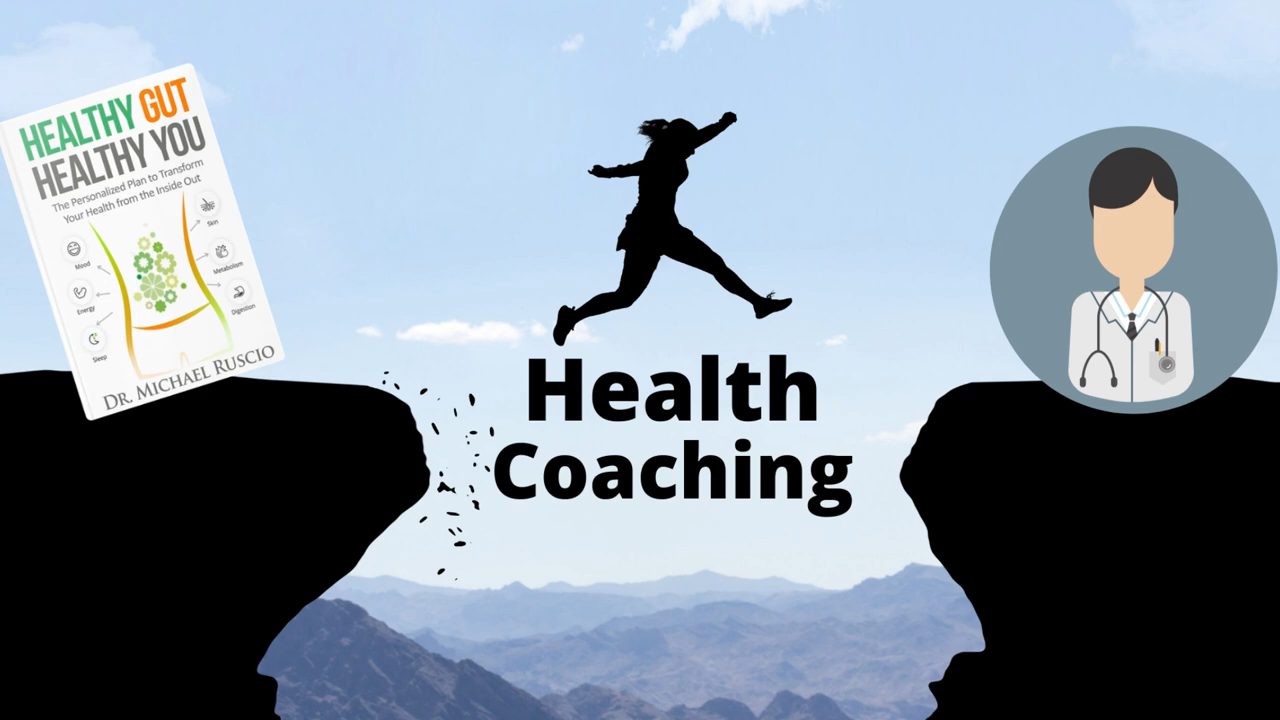 HEALTHY GUT
HEALTHY YOU
The Personalized Plan to Transform
Your Health from the Inside Out
Skin
Mood
Metabolism
Energy
Digestion
Sleep
DR. MICHAEL RUSCIO
Health
Coaching